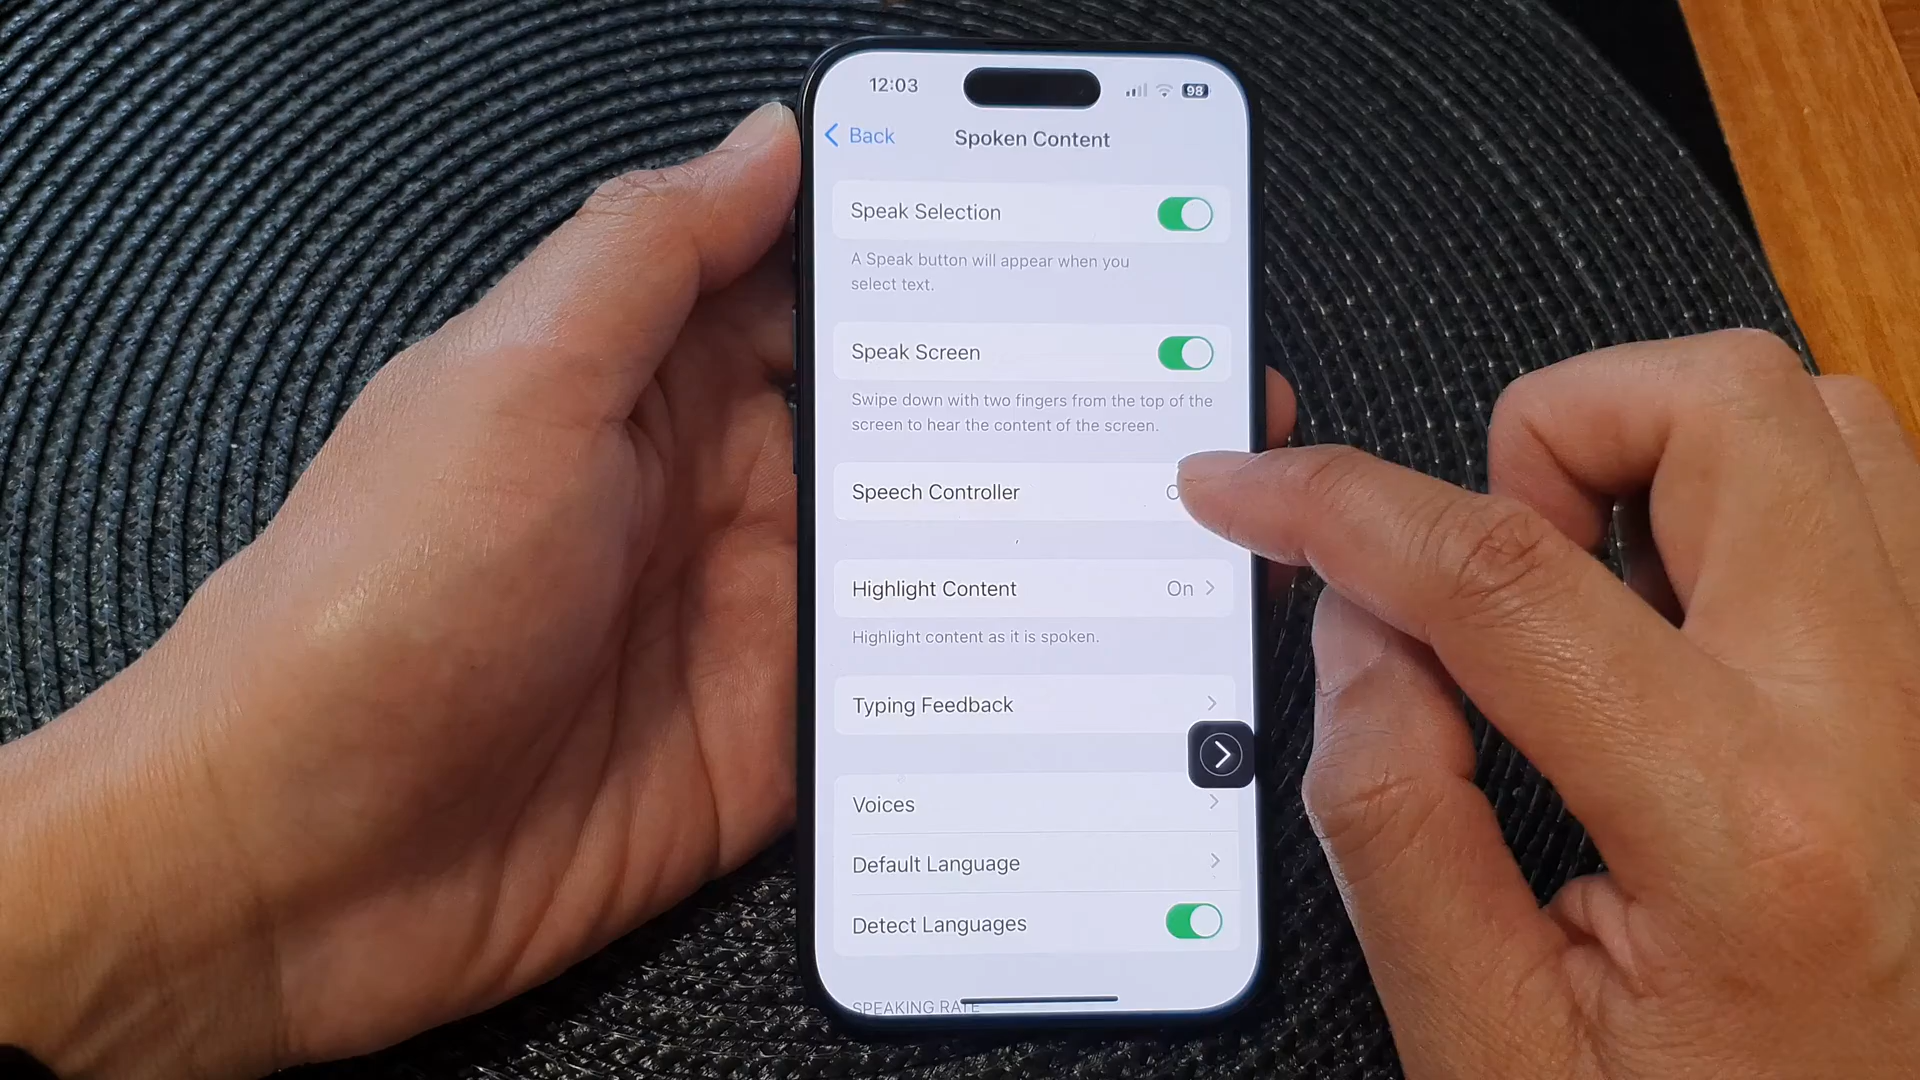 12:03
98
Back
Spoken Content
Speak Selection
A Speak button will appear when you
select text.
Speak Screen
Swipe down with two fingers from the top of the
screen to hear the content of the screen.
Speech Controller
Highlight Content On
Highlight content as it is spoken.
Typing Feedback
Voices
Default Language
Detect Languages
SPEAKING RATE